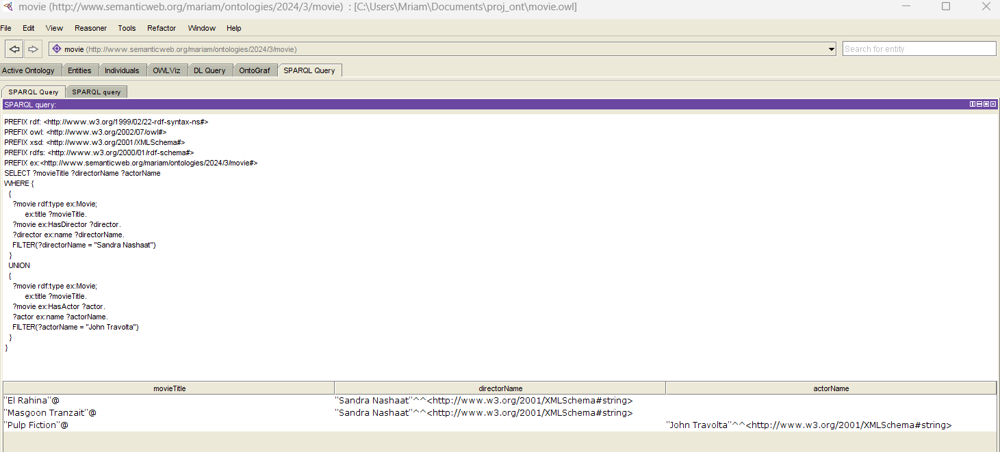 movie (http://www.semanticweb.org/mariam/ontologies/2024/3/movie) : [C:\Users\Mriam\Documents\proj_ont\movie.owl]
File Edit View Reasoner Tools Refactor Window Help
movie (http://www.semanticweb.org/mariam/ontologies/2024/3/movie) Search for entity
Active Ontology Entities Individuals OWLViz DL Query OntoGraf SPARQL Query
SPARQL Query SPARQL query
SPARQL query:
PREFIX rdf: <http://www.w3.org/1999/02/22-rdf-syntax-ns#>
PREFIX owl: <http://www.w3.org/2002/07/owl#>
PREFIX xsd: <http://www.w3.org/2001/XMLSchema#>
PREFIX rdfs: <http://www.w3.org/2000/01/rdf-schema#>
PREFIX ex:<http://www.semanticweb.org/mariam/ontologies/2024/3/movie#>
SELECT ?movieTitle ?directorName ?actorName
WHERE {
{
?movie rdf:type ex:Movie;
ex:title ?movieTitle.
?movie ex:HasDirector ?director.
?director ex:name ?directorName.
FILTER(?directorName = "Sandra Nashaat")
}
UNION
{
?movie rdf:type ex:Movie;
ex:title ?movieTitle.
?movie ex:HasActor ?actor.
?actor ex:name ?actorName.
FILTER(?actorName = "John Travolta")
}
}
movieTitle directorName actorName
"El Rahina"@ "Sandra Nashaat"^^<http://www.w3.org/2001/XMLSchema#string>
"Masgoon Tranzait"@ "Sandra Nashaat"^^<http://www.w3.org/2001/XMLSchema#string>
"Pulp Fiction"@ "John Travolta"^^<http://www.w3.org/2001/XMLSchema#string>